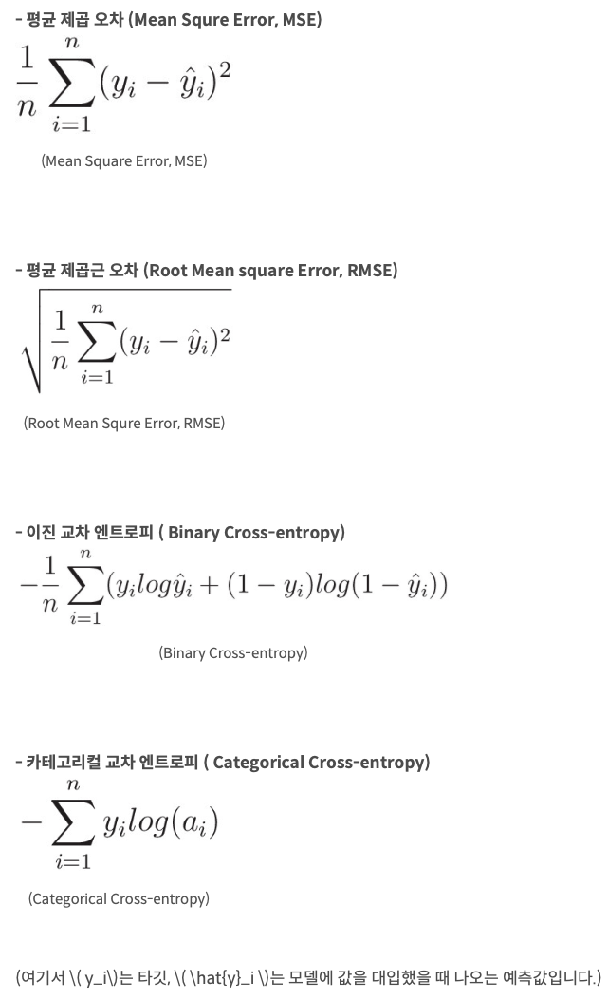 - 평균 제곱 오차 (Mean Squre Error, MSE)
\frac{1}{n} \sum_{i=1}^{n} (y_i - \hat{y}_i)^2
(Mean Square Error, MSE)
- 평균 제곱근 오차 (Root Mean square Error, RMSE)
\sqrt{\frac{1}{n} \sum_{i=1}^{n} (y_i - \hat{y}_i)^2}
(Root Mean Squre Error, RMSE)
- 이진 교차 엔트로피 ( Binary Cross-entropy)
-\frac{1}{n} \sum_{i=1}^{n} (y_i log \hat{y}_i + (1 - y_i) log(1 - \hat{y}_i))
(Binary Cross-entropy)
- 카테고리컬 교차 엔트로피 ( Categorical Cross-entropy)
-\sum_{i=1}^{n} y_i log(a_i)
(Categorical Cross-entropy)
(여기서 \( y_i\)는 타깃, \( \hat{y}_i \)는 모델에 값을 대입했을 때 나오는 예측값입니다.)